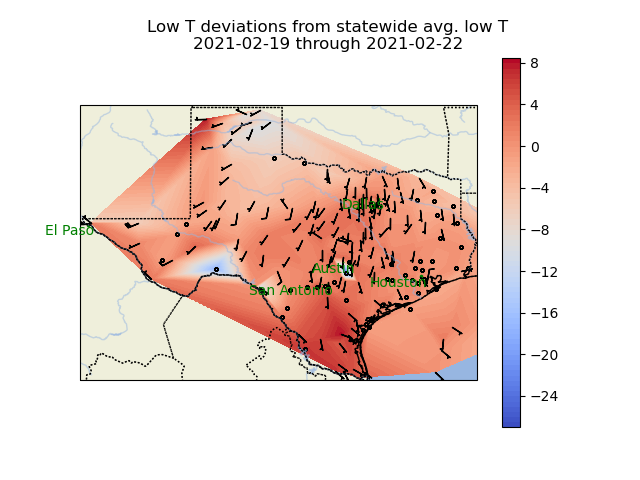 Low T deviations from statewide avg. low T
2021-02-19 through 2021-02-22
8
4
0
−4
−8
−12
−16
−20
−24
Dallas
El Paso
Austin
San Antonio
Houston